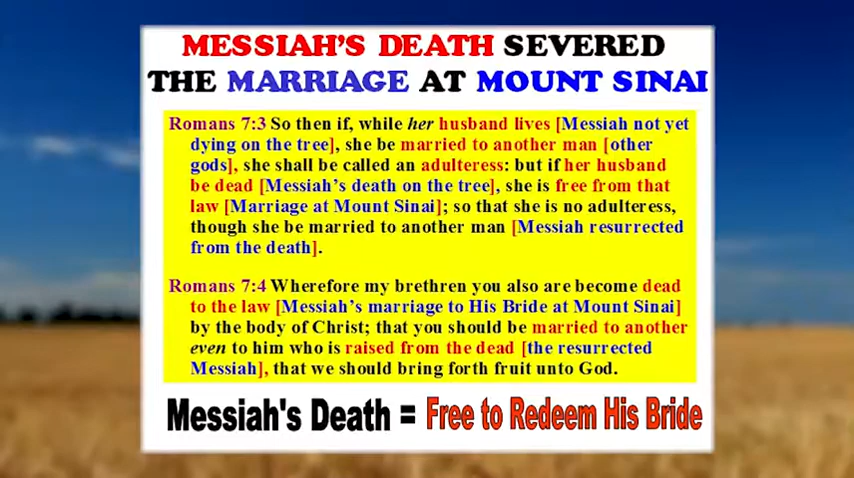 MESSIAH'S DEATH SEVERED
THE MARRIAGE AT MOUNT SINAI
Romans 7:3 So then if, while her husband lives [Messiah not yet
dying on the tree], she be married to another man [other
gods], she shall be called an adulteress: but if her husband
be dead [Messiah's death on the tree], she is free from that
law [Marriage at Mount Sinai]; so that she is no adulteress,
though she be married to another man [Messiah resurrected
from the death].
Romans 7:4 Wherefore my brethren you also are become dead
to the law [Messiah's marriage to His Bride at Mount Sinai]
by the body of Christ; that you should be married to another
even to him who is raised from the dead [the resurrected
Messiah], that we should bring forth fruit unto God.
Messiah's Death = Free to Redeem His Bride